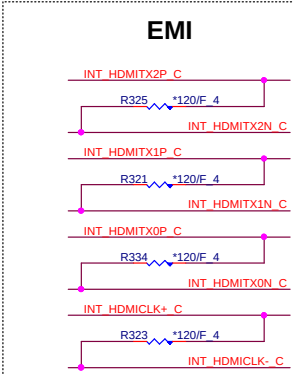 EMI
INT_HDMITX2P_C
R325 *120/F_4
INT_HDMITX2N_C
INT_HDMITX1P_C
R321 *120/F_4
INT_HDMITX1N_C
INT_HDMITX0P_C
R334 *120/F_4
INT_HDMITX0N_C
INT_HDMICLK+_C
R323 *120/F_4
INT_HDMICLK-_C